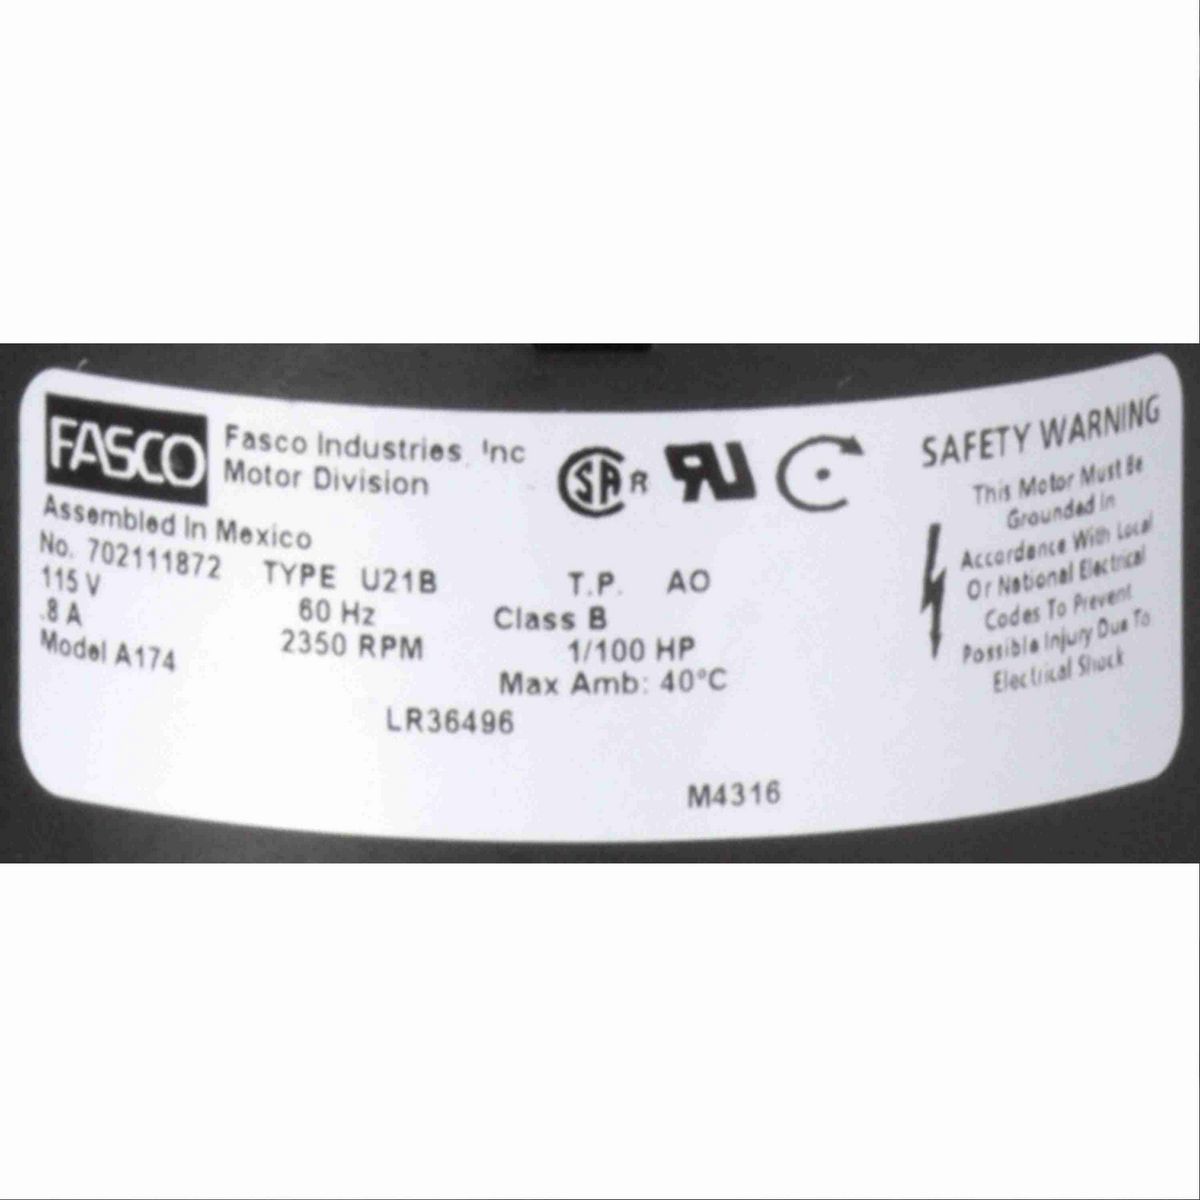 FASCO
Fasco Industries, Inc
Motor Division
Assembled In Mexico
No. 702111872 TYPE U21B T.P. AO
115 V 60 Hz Class B
.8 A 2350 RPM 1/100 HP
Model A174 Max Amb: 40°C
LR36496
M4316
SA R
SAFETY WARNING
This Motor Must Be
Grounded In
Accordance With Local
Or National Electrical
Codes To Prevent
Possible Injury Due To
Electrical Shock